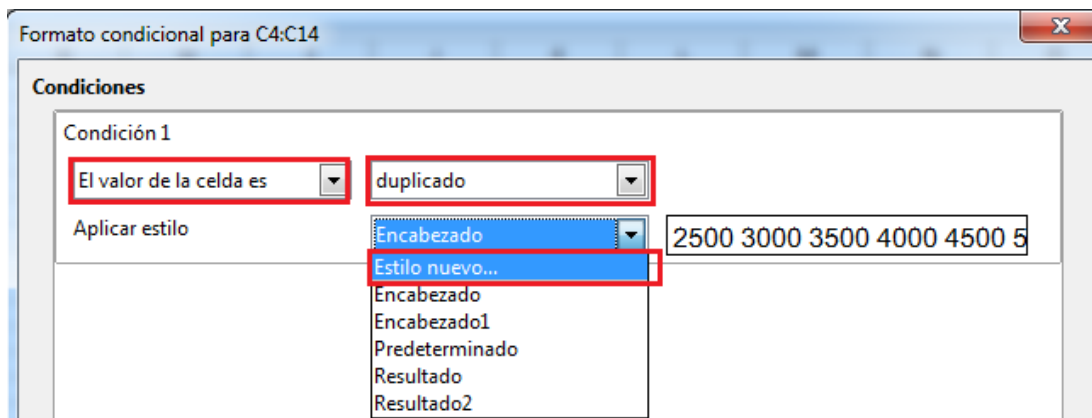 Formato condicional para C4:C14
Condiciones
Condición 1
El valor de la celda es duplicado
Aplicar estilo Encabezado 2500 3000 3500 4000 4500 5
Estilo nuevo...
Encabezado
Encabezado1
Predeterminado
Resultado
Resultado2